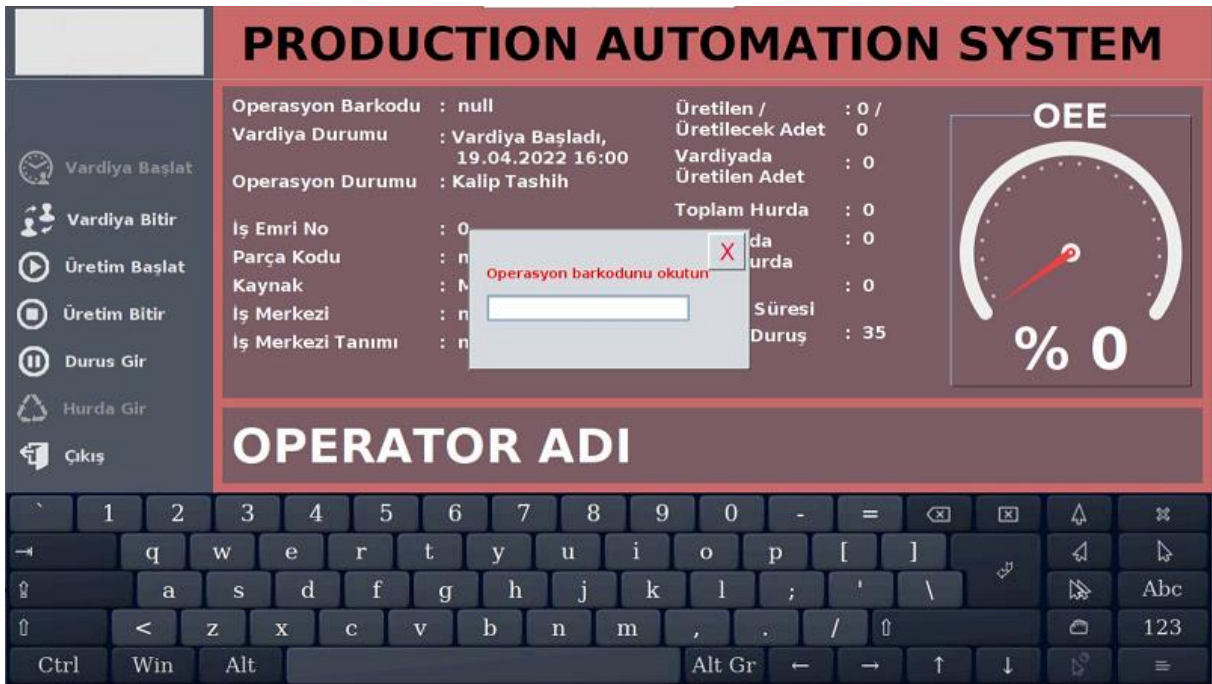 PRODUCTION AUTOMATION SYSTEM
Vardiya Başlat
Vardiya Bitir
Üretim Başlat
Üretim Bitir
Durus Gir
Hurda Gir
Çıkış
Operasyon Barkodu : null
Vardiya Durumu : Vardiya Başladı,
19.04.2022 16:00
Operasyon Durumu : Kalip Tashih
İş Emri No : 0
Parça Kodu : n
Kaynak :
İş Merkezi : n
İş Merkezi Tanımı : n
Üretilen / : 0 /
Üretilecek Adet 0
Vardiyada : 0
Üretilen Adet
Toplam Hurda : 0
da : 0
urda
: 0
Süresi
Duruş : 35
X
Operasyon barkodunu okutun
OEE
% 0
OPERATOR ADI
` 1 2 3 4 5 6 7 8 9 0 - =
q w e r t y u i o p [ ]
a s d f g h j k l ; ' \ Abc
< z x c v b n m , . / 123
Ctrl Win Alt Alt Gr ← → ↑ ↓